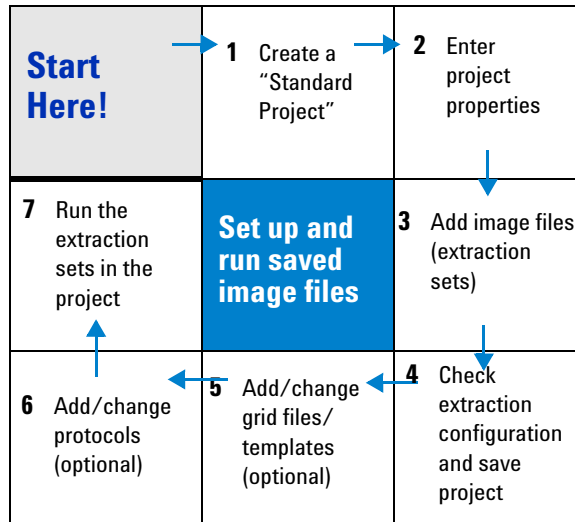 Start
Here!
1 Create a
“Standard
Project”
2 Enter
project
properties
3 Add image files
(extraction
sets)
4 Check
extraction
configuration
and save
project
5 Add/change
grid files/
templates
(optional)
6 Add/change
protocols
(optional)
7 Run the
extraction
sets in the
project
Set up and
run saved
image files